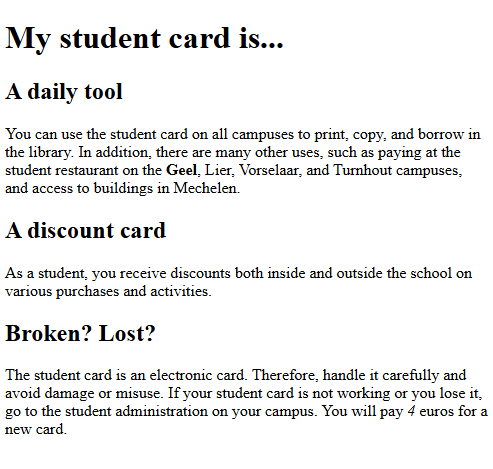 My student card is...
A daily tool
You can use the student card on all campuses to print, copy, and borrow in
the library. In addition, there are many other uses, such as paying at the
student restaurant on the Geel, Lier, Vorselaar, and Turnhout campuses,
and access to buildings in Mechelen.
A discount card
As a student, you receive discounts both inside and outside the school on
various purchases and activities.
Broken? Lost?
The student card is an electronic card. Therefore, handle it carefully and
avoid damage or misuse. If your student card is not working or you lose it,
go to the student administration on your campus. You will pay 4 euros for a
new card.